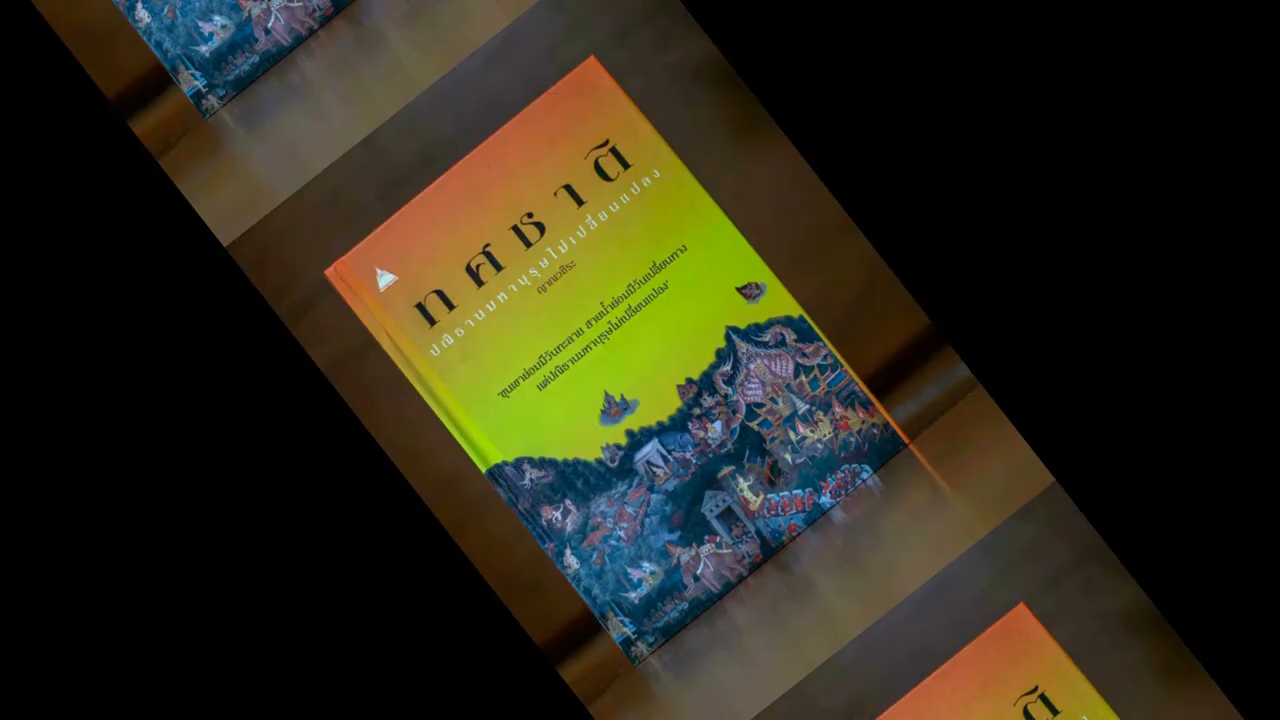 ทศชาติ
ปณิธานมหาบุรุษไม่เปลี่ยนแปลง
ญาณวชิระ
"ขุนเขาย่อมมีวันทะลาย สายน้ำย่อมมีวันเปลี่ยนทาง
แต่ปณิธานมหาบุรุษไม่เปลี่ยนแปลง"